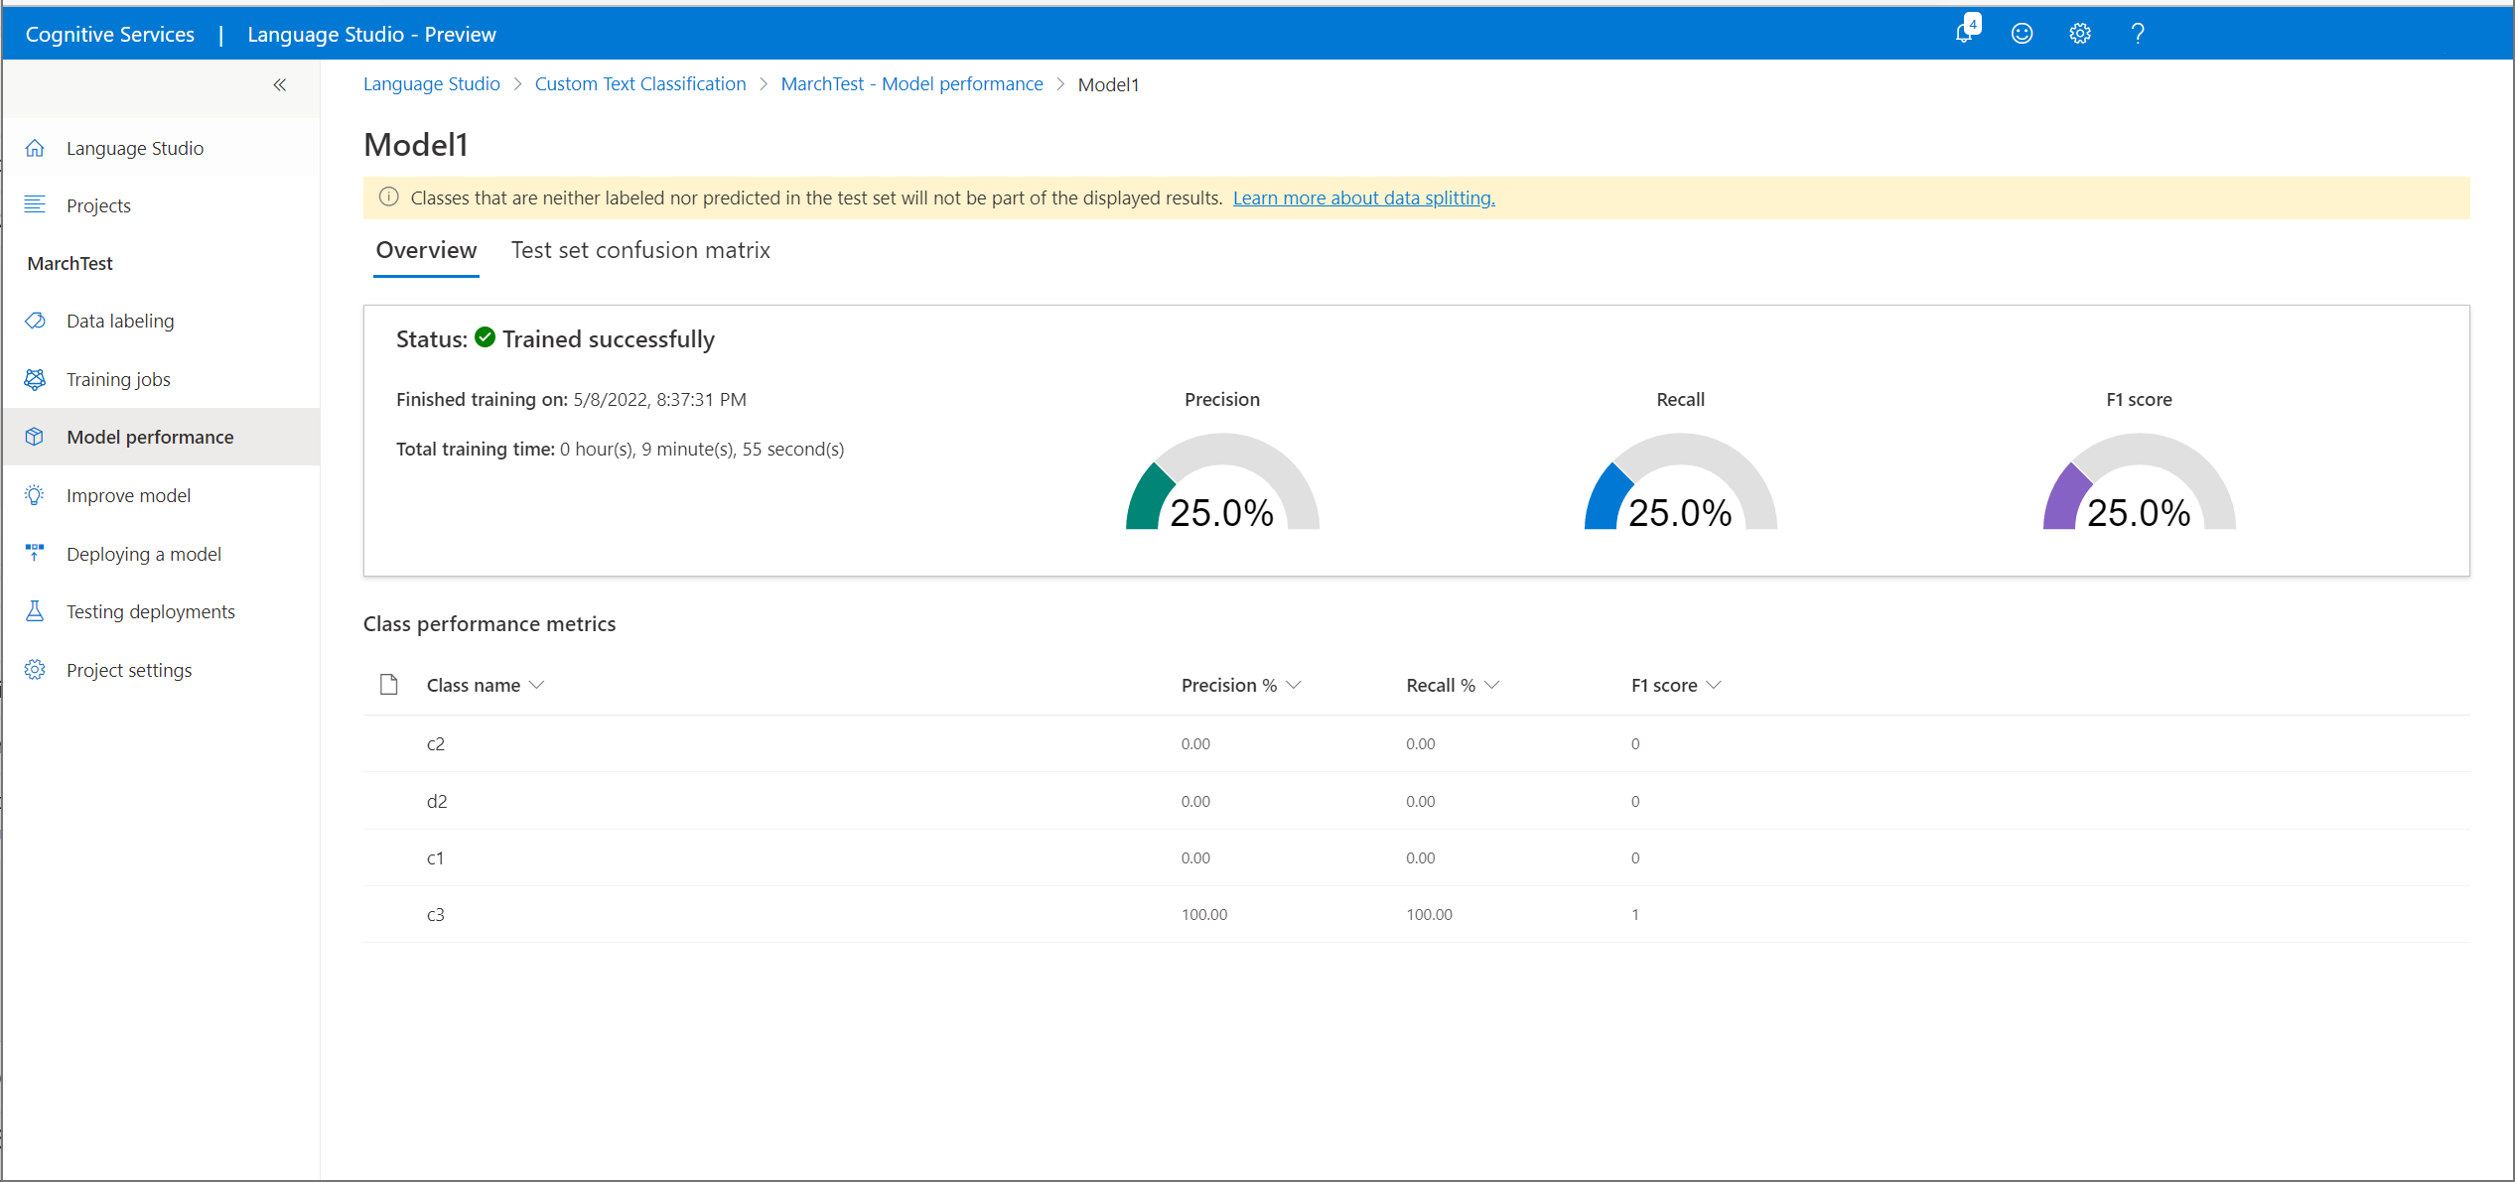 Cognitive Services | Language Studio - Preview 4 ?
Language Studio > Custom Text Classification > MarchTest - Model performance > Model1
Language Studio
Projects
MarchTest
Data labeling
Training jobs
Model performance
Improve model
Deploying a model
Testing deployments
Project settings
Model1
Classes that are neither labeled nor predicted in the test set will not be part of the displayed results. Learn more about data splitting.
Overview Test set confusion matrix
Status: Trained successfully
Finished training on: 5/8/2022, 8:37:31 PM
Total training time: 0 hour(s), 9 minute(s), 55 second(s)
Precision Recall F1 score
25.0% 25.0% 25.0%
Class performance metrics
Class name Precision % Recall % F1 score
c2 0.00 0.00 0
d2 0.00 0.00 0
c1 0.00 0.00 0
c3 100.00 100.00 1